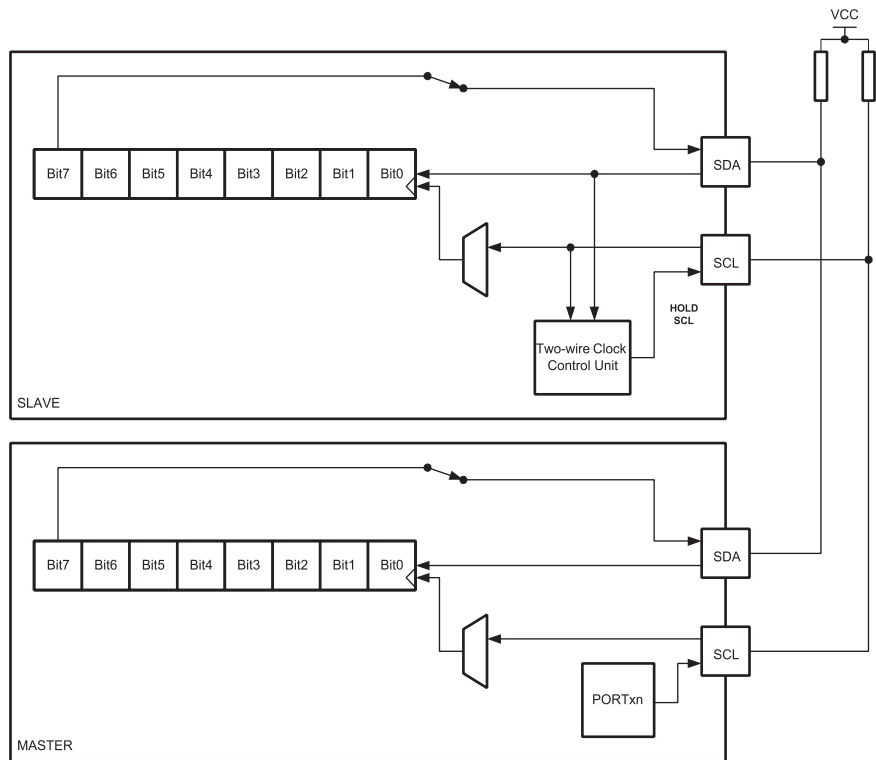 VCC
Bit7 Bit6 Bit5 Bit4 Bit3 Bit2 Bit1 Bit0
SDA
SCL
HOLD
SCL
Two-wire Clock
Control Unit
SLAVE
Bit7 Bit6 Bit5 Bit4 Bit3 Bit2 Bit1 Bit0
SDA
SCL
PORTxn
MASTER